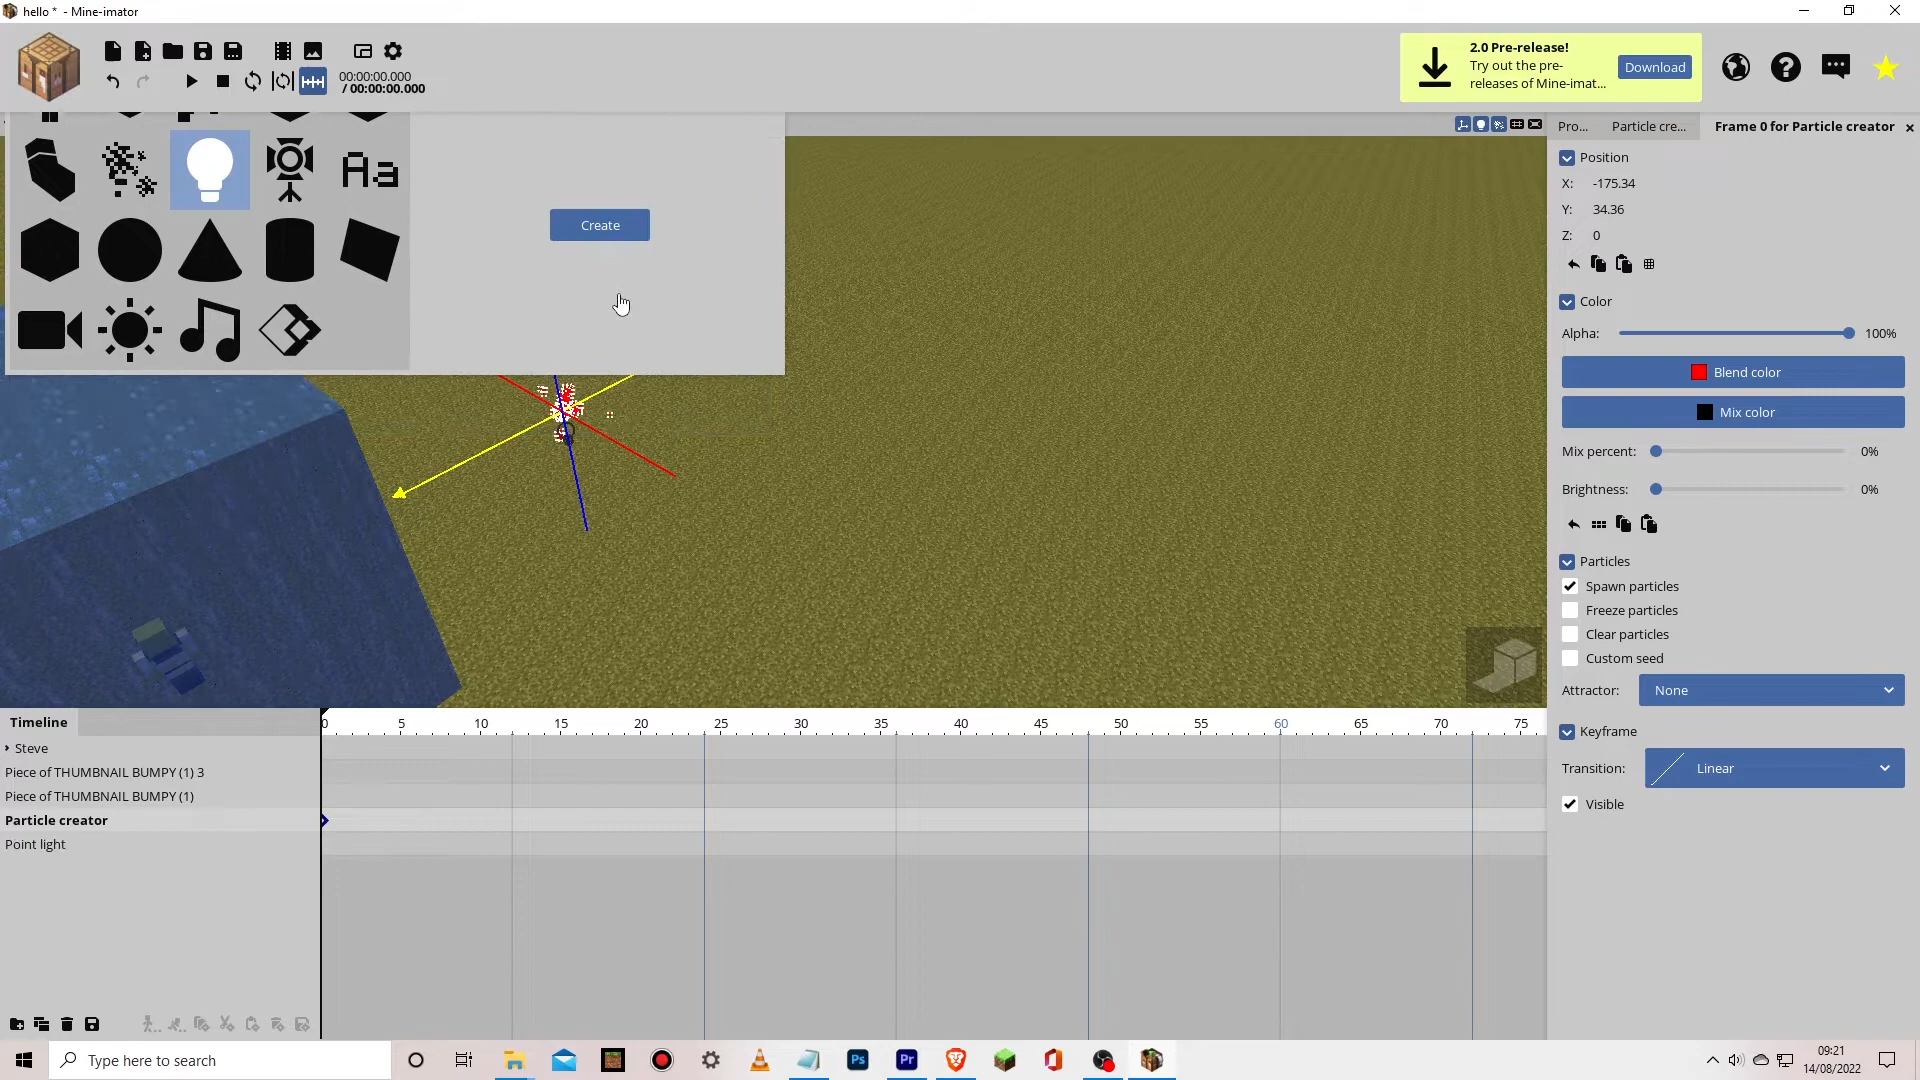 hello * - Mine-imator
00:00:00.000
/ 00:00:00.000
2.0 Pre-release!
Try out the pre-
releases of Mine-imat...
Download
Aa
Create
Pro...
Particle cre...
Frame 0 for Particle creator
Position
X: -175.34
Y: 34.36
Z: 0
Color
Alpha: 100%
Blend color
Mix color
Mix percent: 0%
Brightness: 0%
Particles
Spawn particles
Freeze particles
Clear particles
Custom seed
Attractor: None
Keyframe
Transition: Linear
Visible
Timeline
0 5 10 15 20 25 30 35 40 45 50 55 60 65 70 75
Steve
Piece of THUMBNAIL BUMPY (1) 3
Piece of THUMBNAIL BUMPY (1)
Particle creator
Point light
Type here to search
Ps
Pr
09:21
14/08/2022